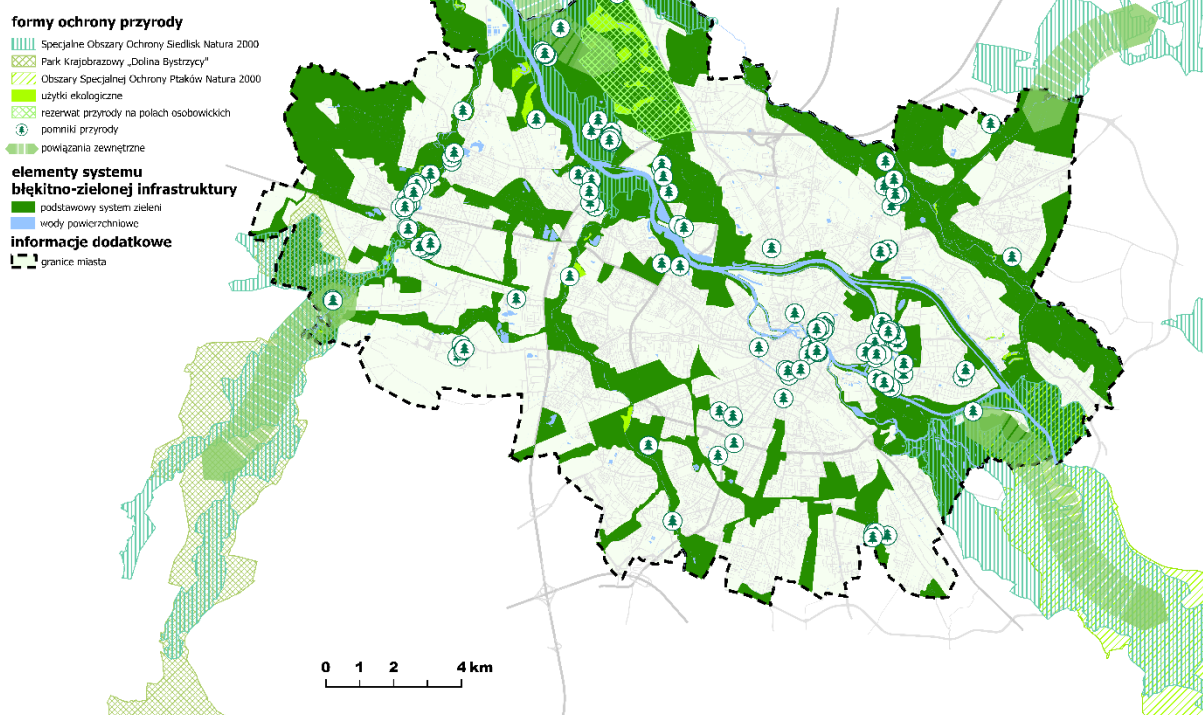 formy ochrony przyrody
Specjalne Obszary Ochrony Siedlisk Natura 2000
Park Krajobrazowy „Dolina Bystrzycy"
Obszary Specjalnej Ochrony Ptaków Natura 2000
użytki ekologiczne
rezerwat przyrody na polach osobowickich
pomniki przyrody
powiązania zewnętrzne
elementy systemu
błękitno-zielonej infrastruktury
podstawowy system zieleni
wody powierzchniowe
informacje dodatkowe
granice miasta
0 1 2 4 km